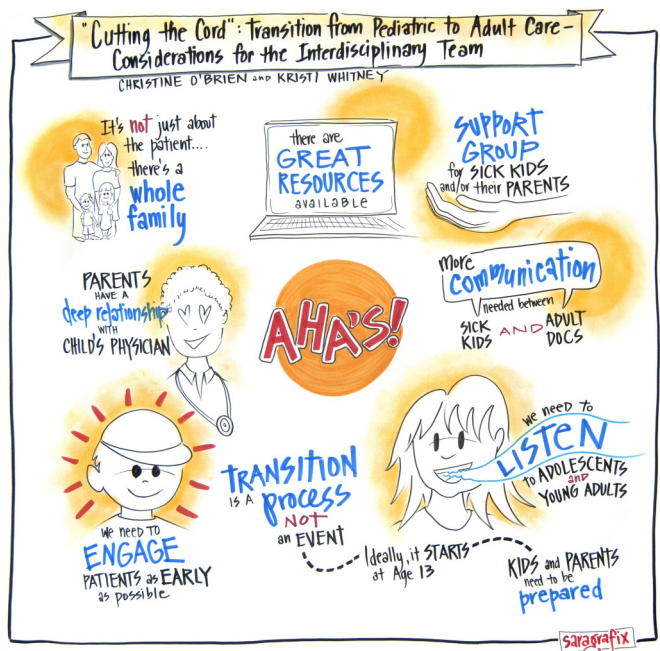 "Cutting the Cord": Transition from Pediatric to Adult Care-
Considerations for the Interdisciplinary Team
CHRISTINE O'BRIEN and KRISTI WHITNEY
It's not just about
the patient....
there's a
whole
family
there are
GREAT
RESOURCES
available
SUPPORT
GROUP
for SICK KIDS
and/or their PARENTS
PARENTS
HAVE A
deep relationship
WITH
CHILD'S PHYSICIAN
AHA'S!
more
communication
needed between
SICK
KIDS AND ADULT
DOCS
we need to
ENGAGE
PATIENTS as EARLY
as possible
TRANSITION
IS A process
NOT
an EVENT
Ideally, it STARTS
at Age 13
KIDS and PARENTS
need to be
prepared
we need to
LISTEN
to ADOLESCENTS
and
YOUNG ADULTS
saragrafix